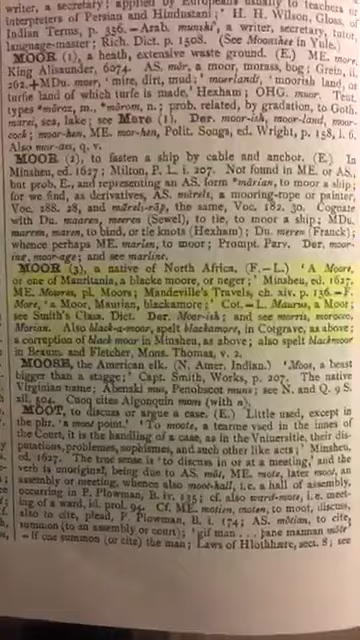 writer, a secretary; applied by Europeans usually to teachers or
interpreters of Persian and Hindustani;' H. H. Wilson, Gloss. of
Indian Terms, p. 356. – Arab. munshi', a writer, secretary, tutor,
language-master; Rich. Dict. p. 1508. (See Moonshee in Yule.)
MOOR (1), a heath, extensive waste ground. (E.) ME. more,
King Alisaunder, 6074. AS. mōr, a moor, morass, bog; Grein, ii.
262. + MDu. moer, mire, dirt, mud; 'moerlandt, moorish land, or
turfie land of which turfe is made,' Hexham; OHG. muor. Teut.
types *mōroz, m., *mōrom, n.; prob. related, by gradation, to Goth.
marei, sea, lake; see Mere (1). Der. moor-ish, moor-land, moor-
cock; moor-hen, ME. mor-hen, Polit. Songs, ed. Wright, p. 158, l. 6.
Also mor-ass, q. v.
MOOR (2), to fasten a ship by cable and anchor. (E.) In
Minsheu, ed. 1627; Milton, P. L. i. 207. Not found in ME. or AS.,
but prob. E., and representing an AS. form *mārian, to moor a ship;
for we find, as derivatives, AS. mǣrels, a mooring-rope or painter,
Voc. 288. 28, and mǣrels-rāp, the same, Voc. 182. 30. Cognate
with Du. maren, meeren (Sewel), to tie, to moor a ship; MDu.
marren, maren, to bind, or tie knots (Hexham); Du. meren (Franck);
whence perhaps ME. marlen, to moor; Prompt. Parv. Der. moor-
ing, moor-age; and see marline.
MOOR (3), a native of North Africa. (F.–L.) 'A Moore,
or one of Mauritania, a blacke moore, or neger;' Minsheu, ed. 1627.
ME. Moores, pl. Moors; Mandeville's Travels, ch. xiv. p. 156. – F.
More, 'a Moor, Maurian, blackamore;' Cot. – L. Maurus, a Moor;
see Smith's Class. Dict. Der. Moor-ish; and see morris, morocco,
Morian. Also black-a-moor, spelt blackamore, in Cotgrave, as above;
a corruption of black moor in Minsheu, as above; also spelt blackmoor
in Beaum. and Fletcher, Mons. Thomas, v. 2.
MOOSE, the American elk. (N. Amer. Indian.) 'Moos, a beast
bigger than a stagge;' Capt. Smith, Works, p. 207. The native
Virginian name; Abenaki mus, Penobscot muns; see N. and Q. 9 S.
xii. 504. Cuoq cites Algonquin mons (with n).
MOOT, to discuss or argue a case. (E.) Little used, except in
the phr. 'a moot point.' 'To moote, a tearme vsed in the innes of
the Court, it is the handling of a case, as in the Vniuersitie, their dis-
putations, problemes, sophismes, and such other like acts;' Minsheu,
ed. 1627. The true sense is 'to discuss in or at a meeting,' and the
verb is unoriginal, being due to AS. mōt, ME. mote, later moot, an
assembly or meeting, whence also moot-hall, i.e. a hall of assembly,
occurring in P. Plowman, B. iv. 135; cf. also ward-mote, i.e. meet-
ing of a ward, id. prol. 94. Cf. ME. motien, moten, to moot, discuss,
also to cite, plead, P. Plowman, B. i. 174; AS. mōtian, to cite,
summon (to an assembly or court); 'gif man . . . þane mannan mōte'
= if one summon (or cite) the man; Laws of Hlothhære, sect. 8; see